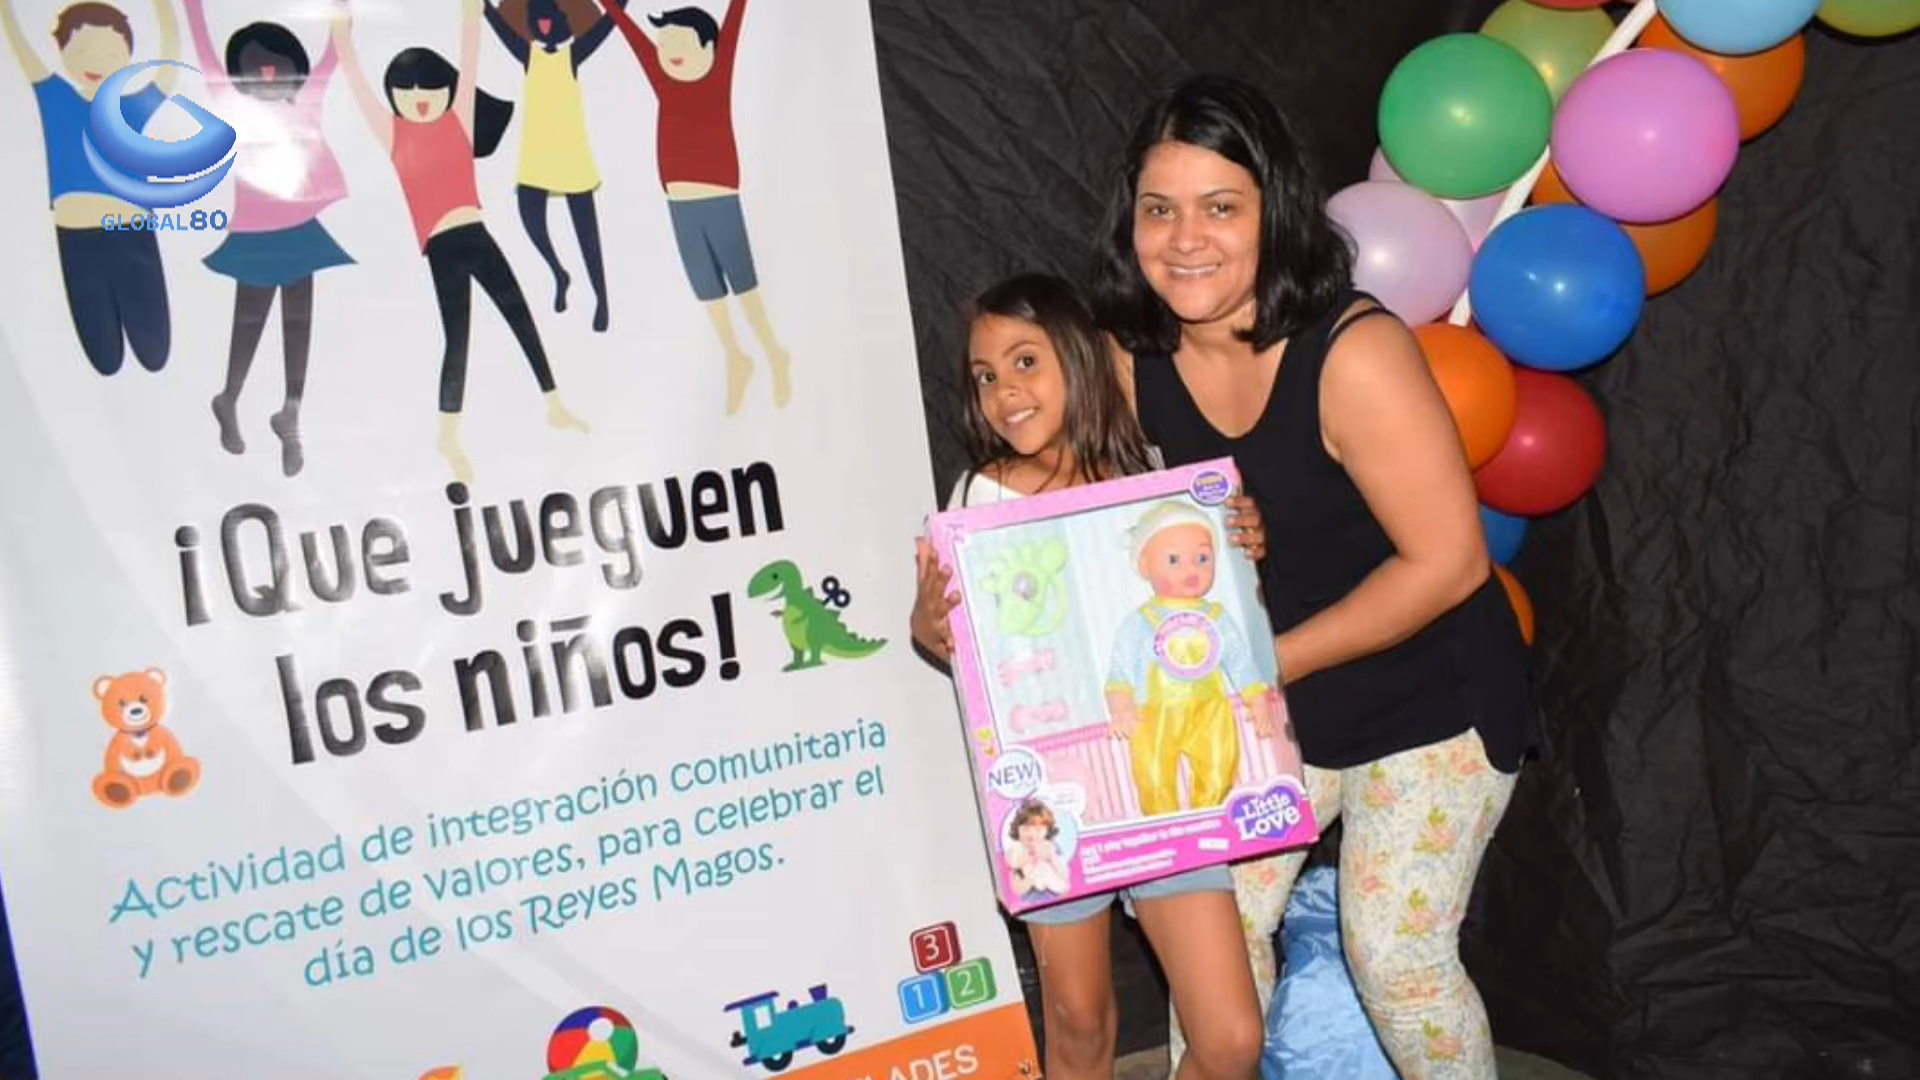 GLOBAL80
¡Que jueguen
los niños!
Actividad de integración comunitaria
y rescate de valores, para celebrar el
día de los Reyes Magos.
3
1 2
NEW
Little
Love